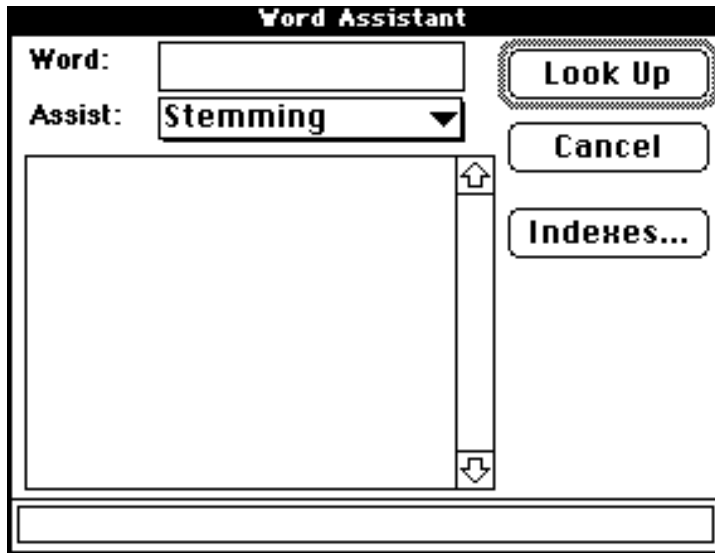 Word Assistant
Word:
Look Up
Assist:
Stemming
Cancel
Indexes...